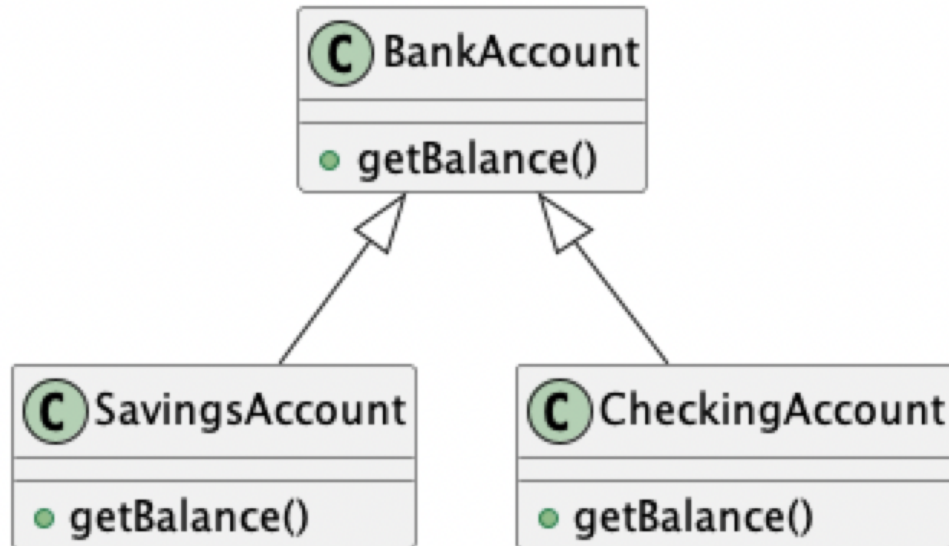 C BankAccount
getBalance()
C SavingsAccount
getBalance()
C CheckingAccount
getBalance()